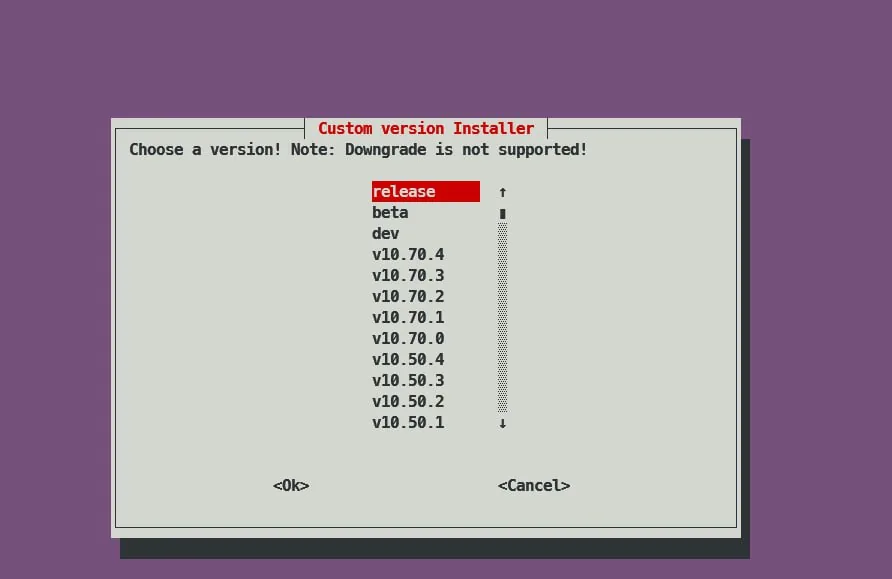 Custom version Installer
Choose a version! Note: Downgrade is not supported!
release ↑
beta
dev
v10.70.4
v10.70.3
v10.70.2
v10.70.1
v10.70.0
v10.50.4
v10.50.3
v10.50.2
v10.50.1 ↓
<Ok> <Cancel>